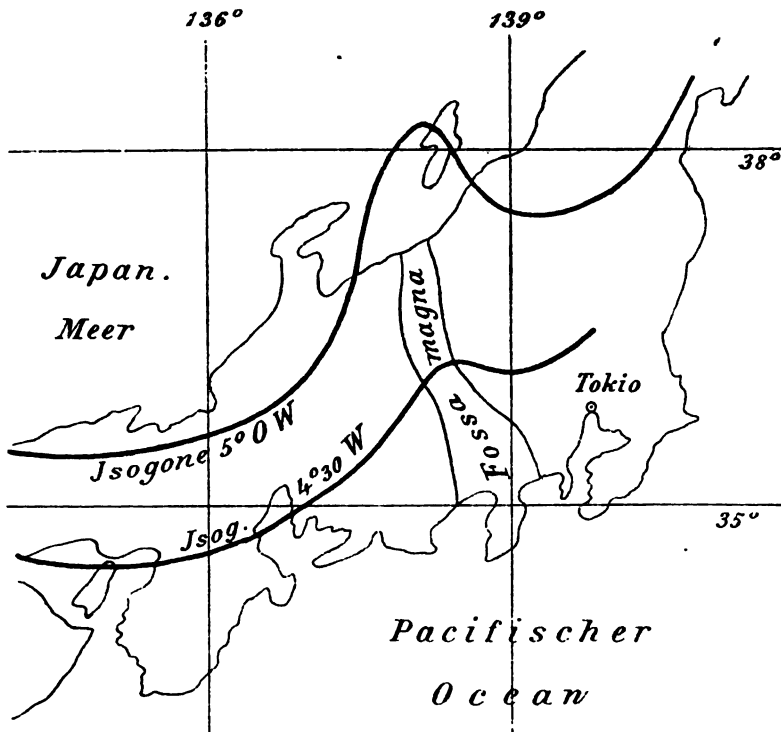 136° 139°
38°
Japan.
Meer
magna
Fossa
Tokio
Jsogone 5° 0 W
Jsog. 4° 30 W
35°
Pacifischer
Ocean